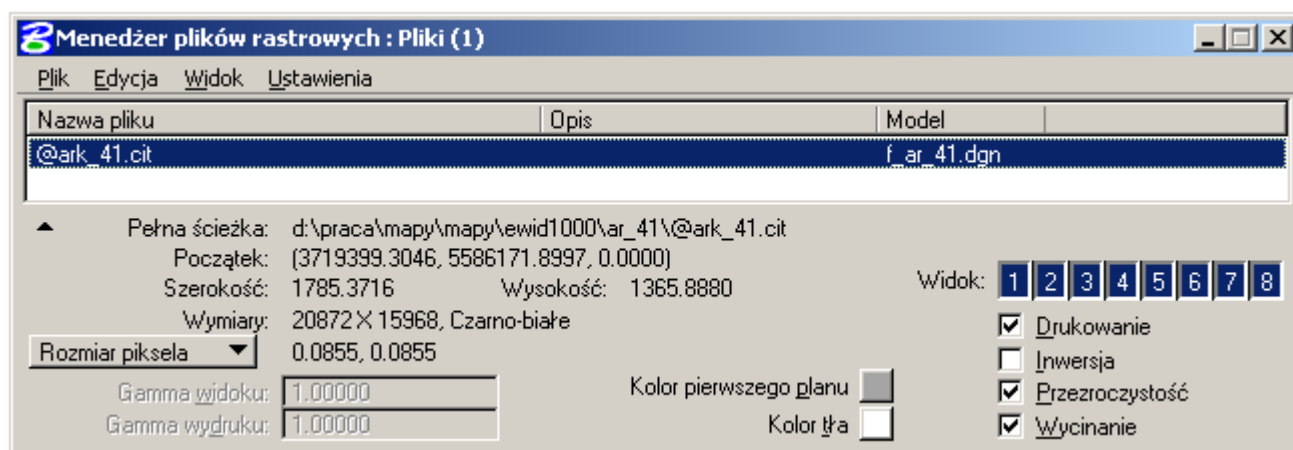 Menedżer plików rastrowych : Pliki (1)
Plik Edycja Widok Ustawienia
Nazwa pliku Opis Model
@ark_41.cit f_ar_41.dgn
Pełna ścieżka: d:\praca\mapy\mapy\ewid1000\ar_41\@ark_41.cit
Początek: (3719399.3046, 5586171.8997, 0.0000)
Szerokość: 1785.3716 Wysokość: 1365.8880 Widok: 1 2 3 4 5 6 7 8
Wymiary: 20872 X 15968, Czarno-białe Drukowanie
Rozmiar piksela 0.0855, 0.0855 Inwersja
Gamma widoku: 1.00000 Kolor pierwszego planu Przezroczystość
Gamma wydruku: 1.00000 Kolor tła Wycinanie